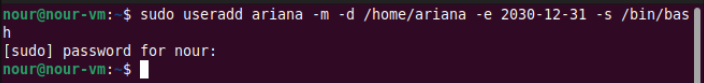 nour@nour-vm:~$ sudo useradd ariana -m -d /home/ariana -e 2030-12-31 -s /bin/bas
h
[sudo] password for nour:
nour@nour-vm:~$